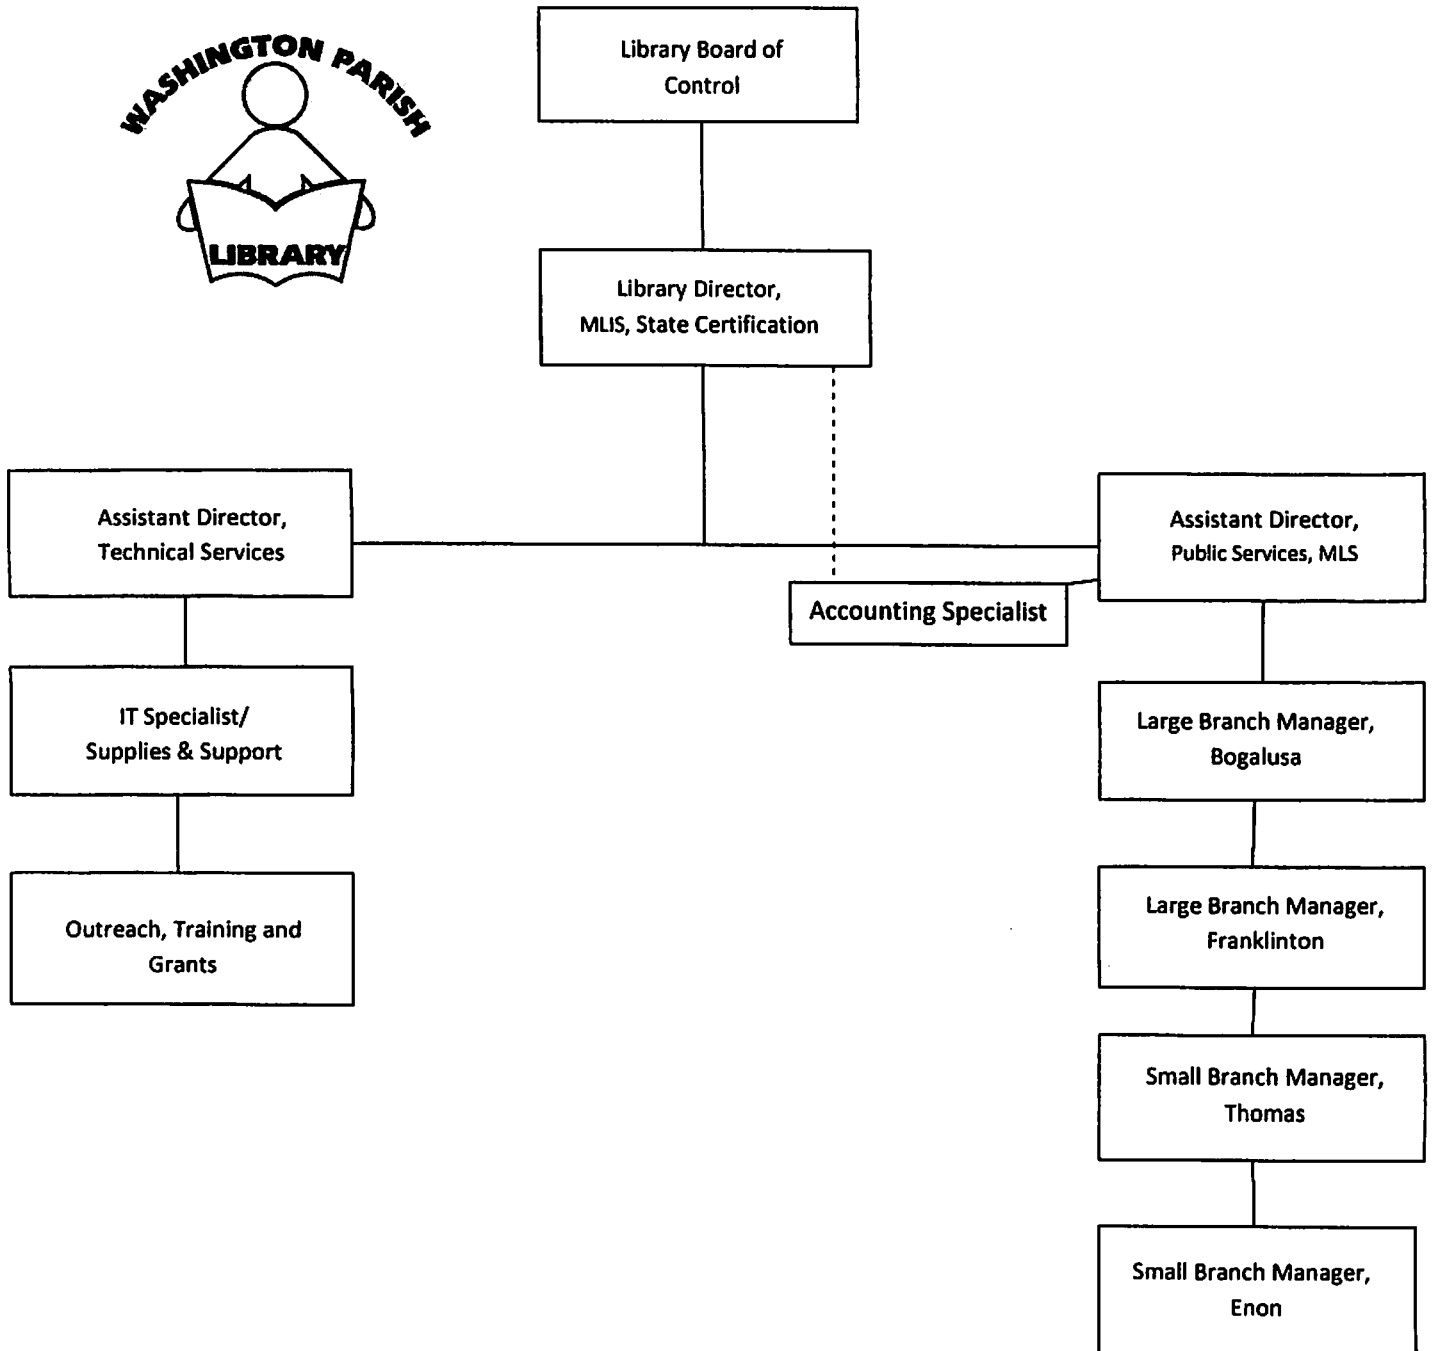 WASHINGTON PARISH
LIBRARY
Library Board of
Control
Library Director,
MLIS, State Certification
Assistant Director,
Technical Services
Assistant Director,
Public Services, MLS
Accounting Specialist
IT Specialist/
Supplies & Support
Large Branch Manager,
Bogalusa
Outreach, Training and
Grants
Large Branch Manager,
Franklinton
Small Branch Manager,
Thomas
Small Branch Manager,
Enon